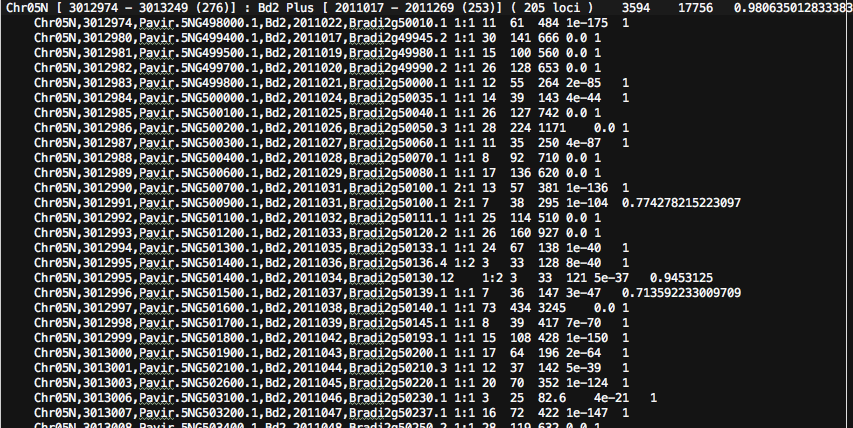 Chr05N [ 3012974 - 3013249 (276)] : Bd2 Plus [ 2011017 - 2011269 (253)] ( 205 loci ) 3594 17756 0.980635012833383
Chr05N,3012974,Pavir.5NG498000.1,Bd2,2011022,Bradi2g50010.1 1:1 11 61 484 1e-175 1
Chr05N,3012980,Pavir.5NG499400.1,Bd2,2011017,Bradi2g49945.2 1:1 30 141 666 0.0 1
Chr05N,3012981,Pavir.5NG499500.1,Bd2,2011019,Bradi2g49980.1 1:1 15 100 560 0.0 1
Chr05N,3012982,Pavir.5NG499700.1,Bd2,2011020,Bradi2g49990.2 1:1 26 128 653 0.0 1
Chr05N,3012983,Pavir.5NG499800.1,Bd2,2011021,Bradi2g50000.1 1:1 12 55 264 2e-85 1
Chr05N,3012984,Pavir.5NG500000.1,Bd2,2011024,Bradi2g50035.1 1:1 14 39 143 4e-44 1
Chr05N,3012985,Pavir.5NG500100.1,Bd2,2011025,Bradi2g50040.1 1:1 26 127 742 0.0 1
Chr05N,3012986,Pavir.5NG500200.1,Bd2,2011026,Bradi2g50050.3 1:1 28 224 1171 0.0 1
Chr05N,3012987,Pavir.5NG500300.1,Bd2,2011027,Bradi2g50060.1 1:1 11 35 250 4e-87 1
Chr05N,3012988,Pavir.5NG500400.1,Bd2,2011028,Bradi2g50070.1 1:1 8 92 710 0.0 1
Chr05N,3012989,Pavir.5NG500600.1,Bd2,2011029,Bradi2g50080.1 1:1 17 136 620 0.0 1
Chr05N,3012990,Pavir.5NG500700.1,Bd2,2011031,Bradi2g50100.1 2:1 13 57 381 1e-136 1
Chr05N,3012991,Pavir.5NG500900.1,Bd2,2011031,Bradi2g50100.1 2:1 7 38 295 1e-104 0.774278215223097
Chr05N,3012992,Pavir.5NG501100.1,Bd2,2011032,Bradi2g50111.1 1:1 25 114 510 0.0 1
Chr05N,3012993,Pavir.5NG501200.1,Bd2,2011033,Bradi2g50120.2 1:1 26 160 927 0.0 1
Chr05N,3012994,Pavir.5NG501300.1,Bd2,2011035,Bradi2g50133.1 1:1 24 67 138 1e-40 1
Chr05N,3012995,Pavir.5NG501400.1,Bd2,2011036,Bradi2g50136.4 1:2 3 33 128 8e-40 1
Chr05N,3012995,Pavir.5NG501400.1,Bd2,2011034,Bradi2g50130.12 1:2 3 33 121 5e-37 0.9453125
Chr05N,3012996,Pavir.5NG501500.1,Bd2,2011037,Bradi2g50139.1 1:1 7 36 147 3e-47 0.713592233009709
Chr05N,3012997,Pavir.5NG501600.1,Bd2,2011038,Bradi2g50140.1 1:1 73 434 3245 0.0 1
Chr05N,3012998,Pavir.5NG501700.1,Bd2,2011039,Bradi2g50145.1 1:1 8 39 417 7e-70 1
Chr05N,3012999,Pavir.5NG501800.1,Bd2,2011042,Bradi2g50193.1 1:1 15 108 428 1e-150 1
Chr05N,3013000,Pavir.5NG501900.1,Bd2,2011043,Bradi2g50200.1 1:1 17 64 196 2e-64 1
Chr05N,3013001,Pavir.5NG502100.1,Bd2,2011044,Bradi2g50210.3 1:1 12 37 142 5e-39 1
Chr05N,3013003,Pavir.5NG502600.1,Bd2,2011045,Bradi2g50220.1 1:1 20 70 352 1e-124 1
Chr05N,3013006,Pavir.5NG503100.1,Bd2,2011046,Bradi2g50230.1 1:1 3 25 82.6 4e-21 1
Chr05N,3013007,Pavir.5NG503200.1,Bd2,2011047,Bradi2g50237.1 1:1 16 72 422 1e-147 1
Chr05N,3013008,Pavir.5NG503400.1,Bd2,2011048,Bradi2g50250.2 1:1 28 119 632 0.0 1